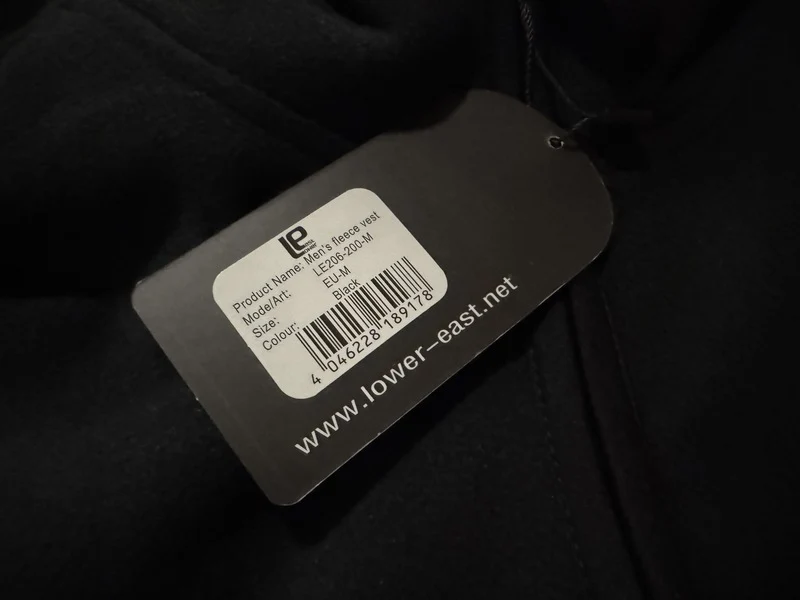 LE
Product Name: Men's fleece vest
Mode/Art: LE206-200-M
Size: EU-M
Colour: Black
4 046228 189178
www.lower-east.net